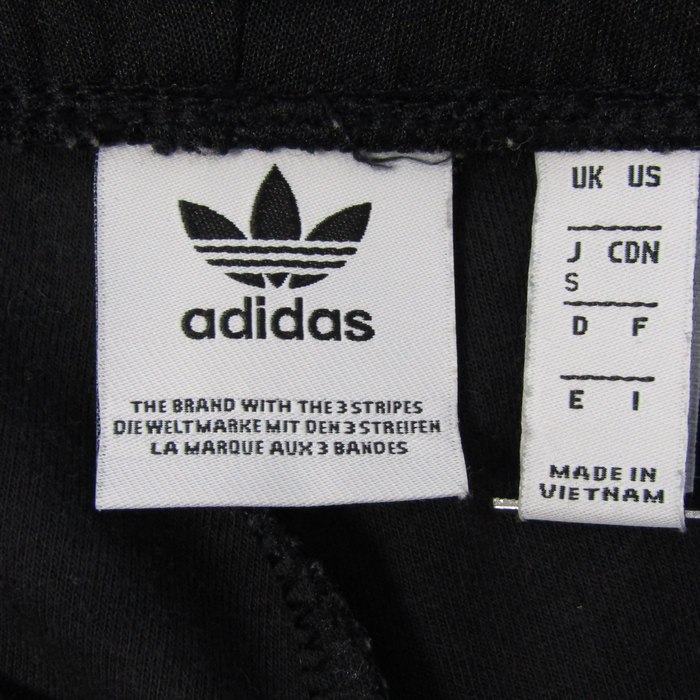 adidas
THE BRAND WITH THE 3 STRIPES
DIE WELTMARKE MIT DEN 3 STREIFEN
LA MARQUE AUX 3 BANDES
UK US
J CDN
S
D F
E I
MADE IN
VIETNAM